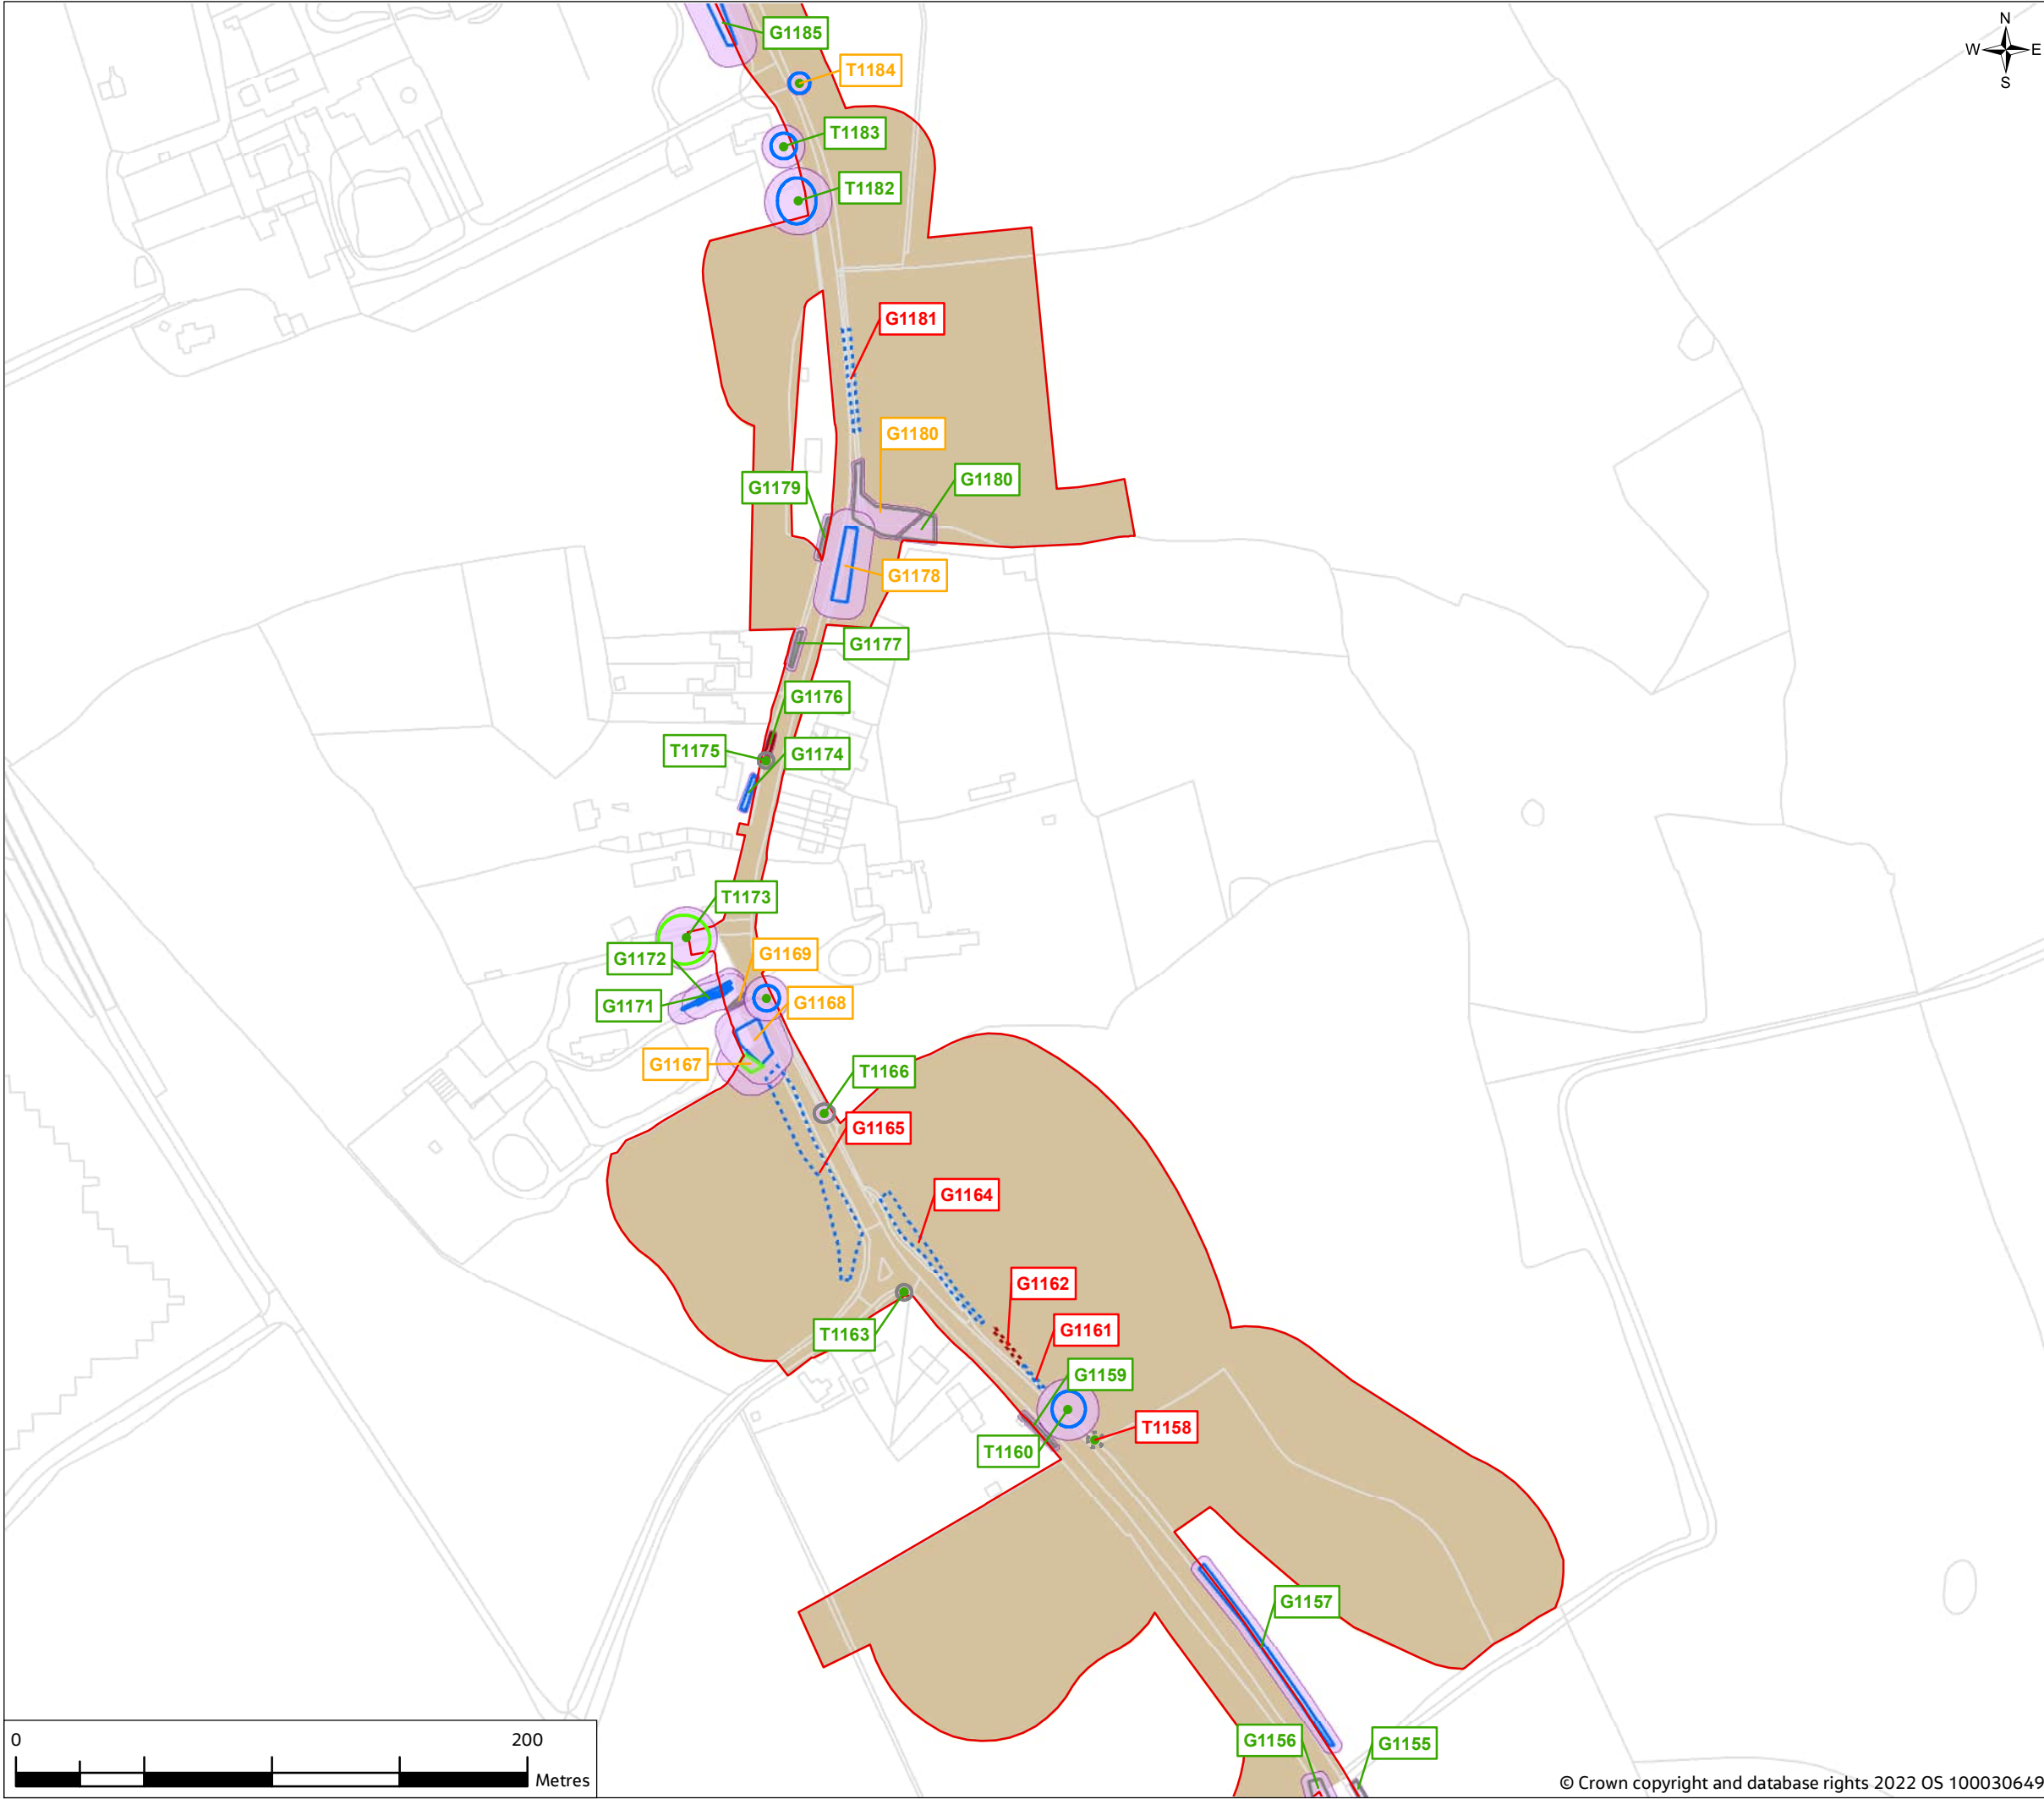 N
W E
S
G1185
T1184
T1183
T1182
G1181
G1180
G1180
G1179
G1178
G1177
G1176
T1175
G1174
T1173
G1172
G1169
G1171
G1168
G1167
T1166
G1165
G1164
G1162
T1163
G1161
G1159
T1158
T1160
G1157
G1156
G1155
0 200
Metres
© Crown copyright and database rights 2022 OS 100030649